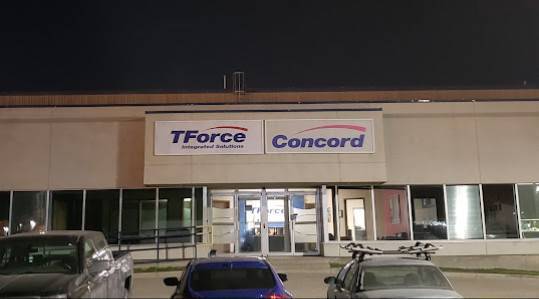 TForce
Integrated Solutions
Concord
TForce